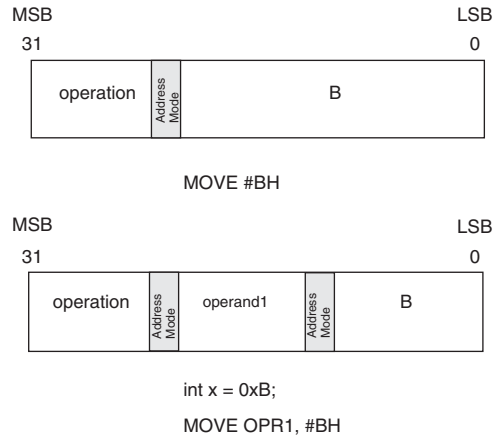 MSB LSB
31 0
operation Address Mode B
MOVE #BH
MSB LSB
31 0
operation Address Mode operand1 Address Mode B
int x = 0xB;
MOVE OPR1, #BH